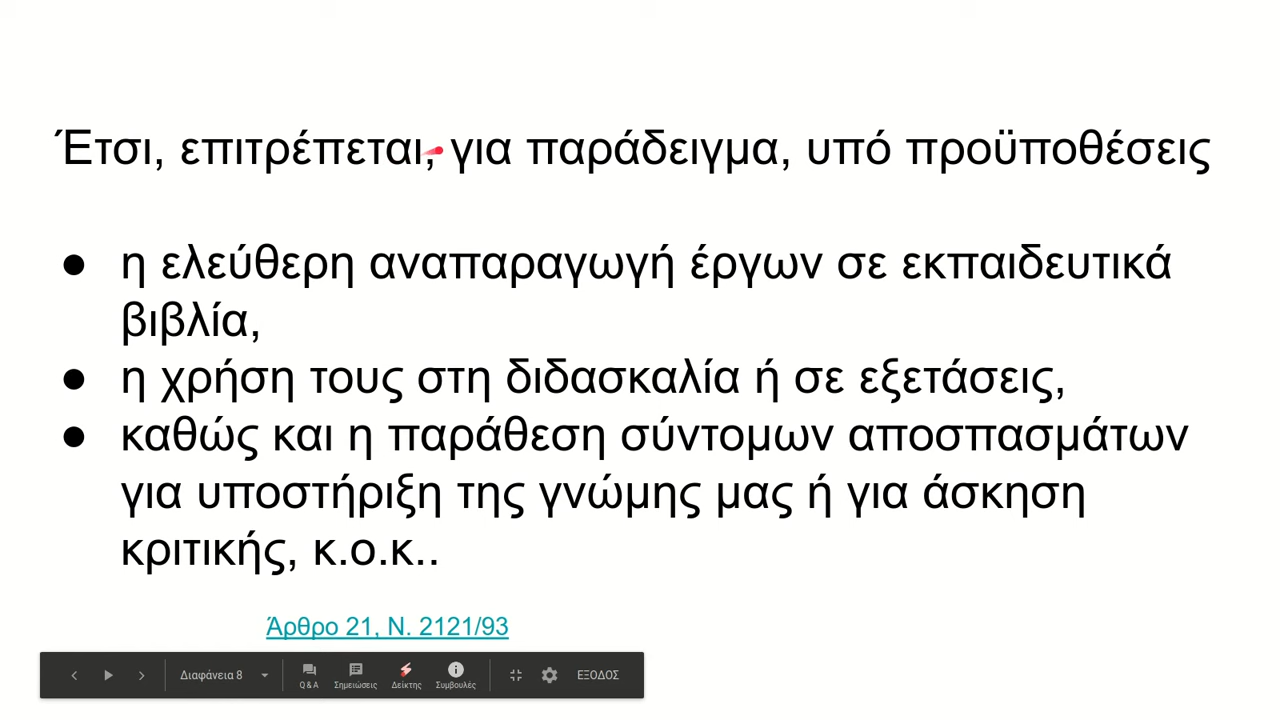 Έτσι, επιτρέπεται, για παράδειγμα, υπό προϋποθέσεις
● η ελεύθερη αναπαραγωγή έργων σε εκπαιδευτικά
βιβλία,
● η χρήση τους στη διδασκαλία ή σε εξετάσεις,
● καθώς και η παράθεση σύντομων αποσπασμάτων
για υποστήριξη της γνώμης μας ή για άσκηση
κριτικής, κ.ο.κ..
Άρθρο 21, Ν. 2121/93
Διαφάνεια 8 Q & A Σημειώσεις Δείκτης Συμβουλές ΕΞΟΔΟΣ